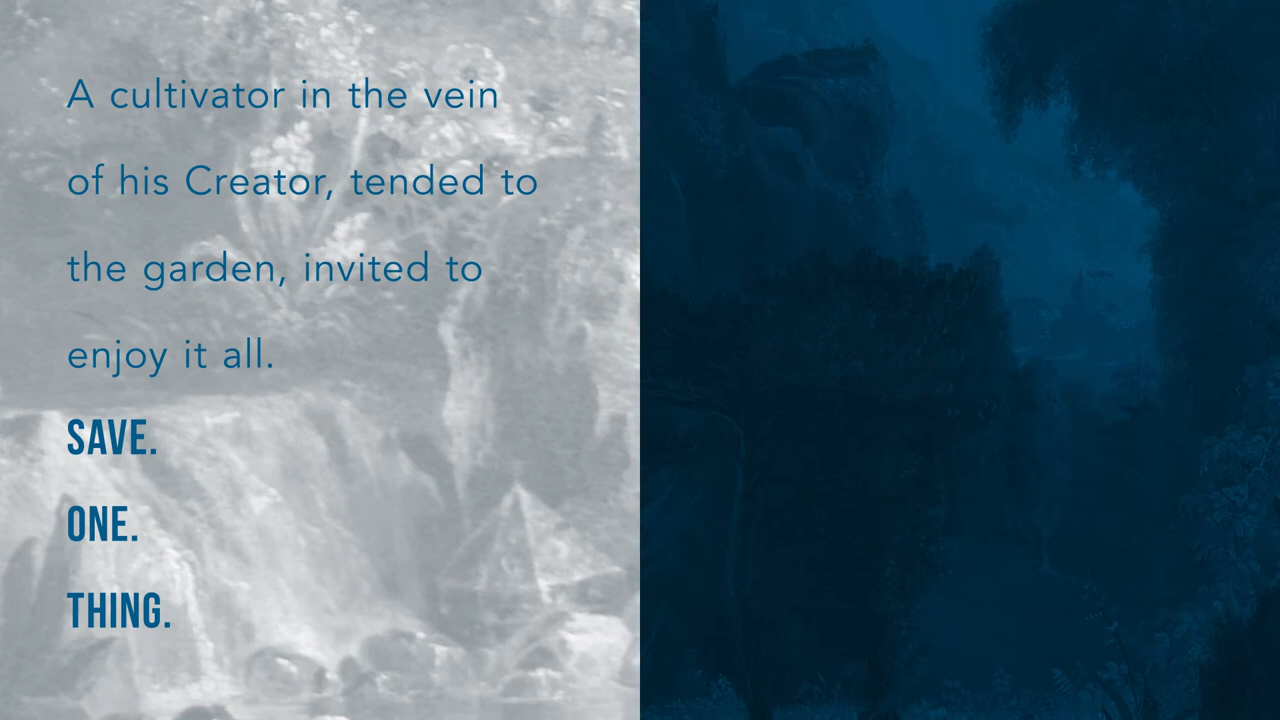 A cultivator in the vein
of his Creator, tended to
the garden, invited to
enjoy it all.
SAVE.
ONE.
THING.